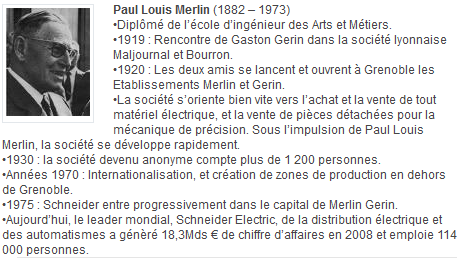 Paul Louis Merlin (1882 – 1973)
•Diplômé de l'école d'ingénieur des Arts et Métiers.
•1919 : Rencontre de Gaston Gerin dans la société lyonnaise
Maljournal et Bourron.
•1920 : Les deux amis se lancent et ouvrent à Grenoble les
Etablissements Merlin et Gerin.
•La société s'oriente bien vite vers l'achat et la vente de tout
matériel électrique, et la vente de pièces détachées pour la
mécanique de précision. Sous l'impulsion de Paul Louis
Merlin, la société se développe rapidement.
•1930 : la société devenu anonyme compte plus de 1 200 personnes.
•Années 1970 : Internationalisation, et création de zones de production en dehors
de Grenoble.
•1975 : Schneider entre progressivement dans le capital de Merlin Gerin.
•Aujourd'hui, le leader mondial, Schneider Electric, de la distribution électrique et
des automatismes a génèré 18,3Mds € de chiffre d'affaires en 2008 et emploie 114
000 personnes.